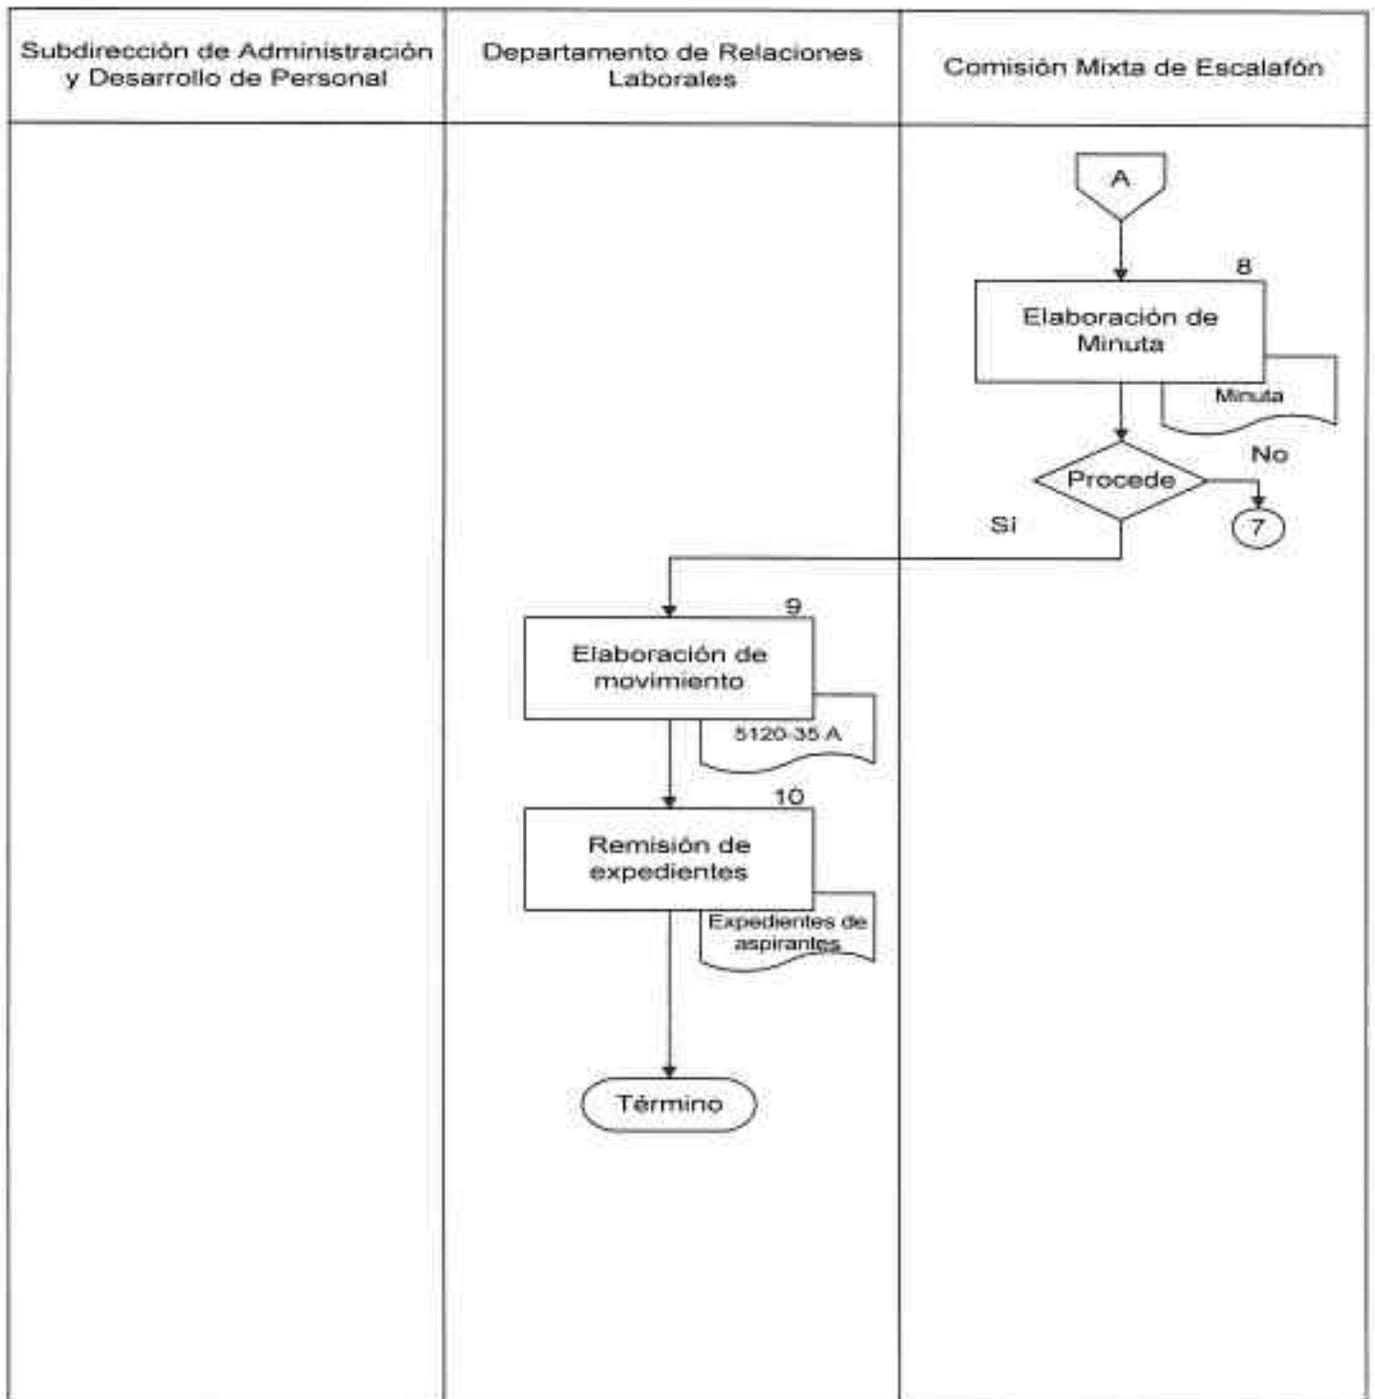 Subdirección de Administración
y Desarrollo de Personal
Departamento de Relaciones
Laborales
Comisión Mixta de Escalafón
A
8
Elaboración de
Minuta
Minuta
Procede
No
7
Si
9
Elaboración de
movimiento
5120-35 A
10
Remisión de
expedientes
Expedientes de
aspirantes
Término